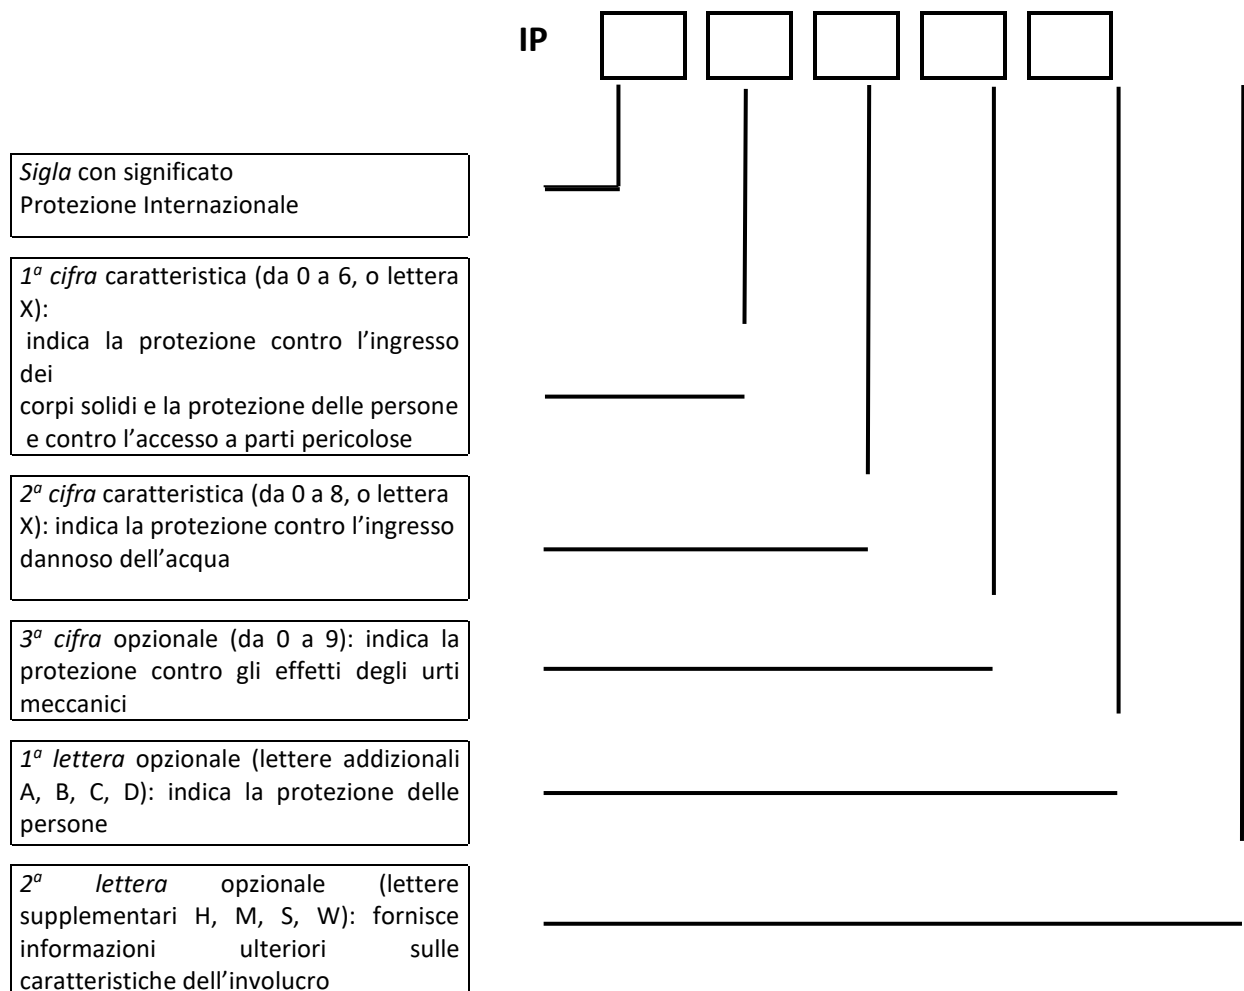 IP
Sigla con significato
Protezione Internazionale
1ª cifra caratteristica (da 0 a 6, o lettera
X):
indica la protezione contro l’ingresso
dei
corpi solidi e la protezione delle persone
e contro l’accesso a parti pericolose
2ª cifra caratteristica (da 0 a 8, o lettera
X): indica la protezione contro l’ingresso
dannoso dell’acqua
3ª cifra opzionale (da 0 a 9): indica la
protezione contro gli effetti degli urti
meccanici
1ª lettera opzionale (lettere addizionali
A, B, C, D): indica la protezione delle
persone
2ª lettera opzionale (lettere
supplementari H, M, S, W): fornisce
informazioni ulteriori sulle
caratteristiche dell’involucro